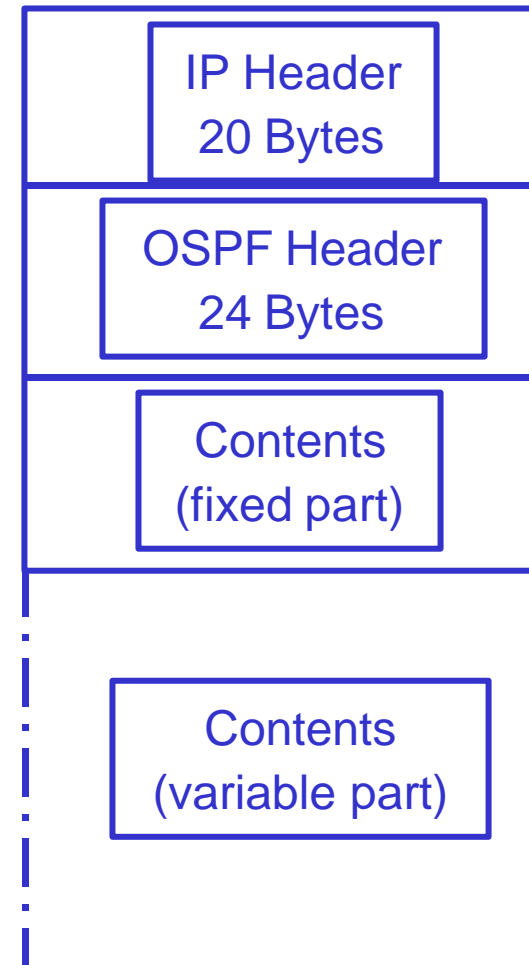 IP Header
20 Bytes
OSPF Header
24 Bytes
Contents
(fixed part)
Contents
(variable part)